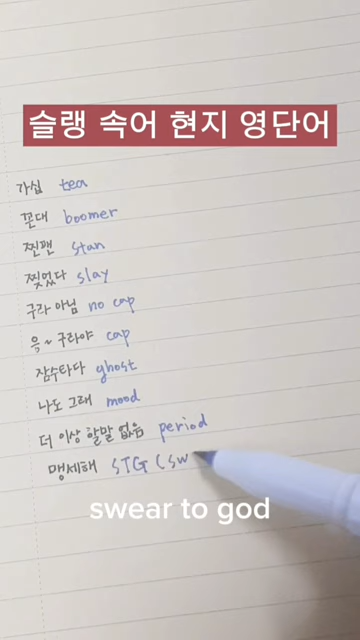 슬랭 속어 현지 영단어
가십 tea
꼰대 boomer
찐팬 stan
찢었다 slay
구라 아님 no cap
윽~ 구라야 cap
잠수타다 ghost
나도 그래 mood
더 이상 할말 없음 period
맹세해 STG (sw
swear to god